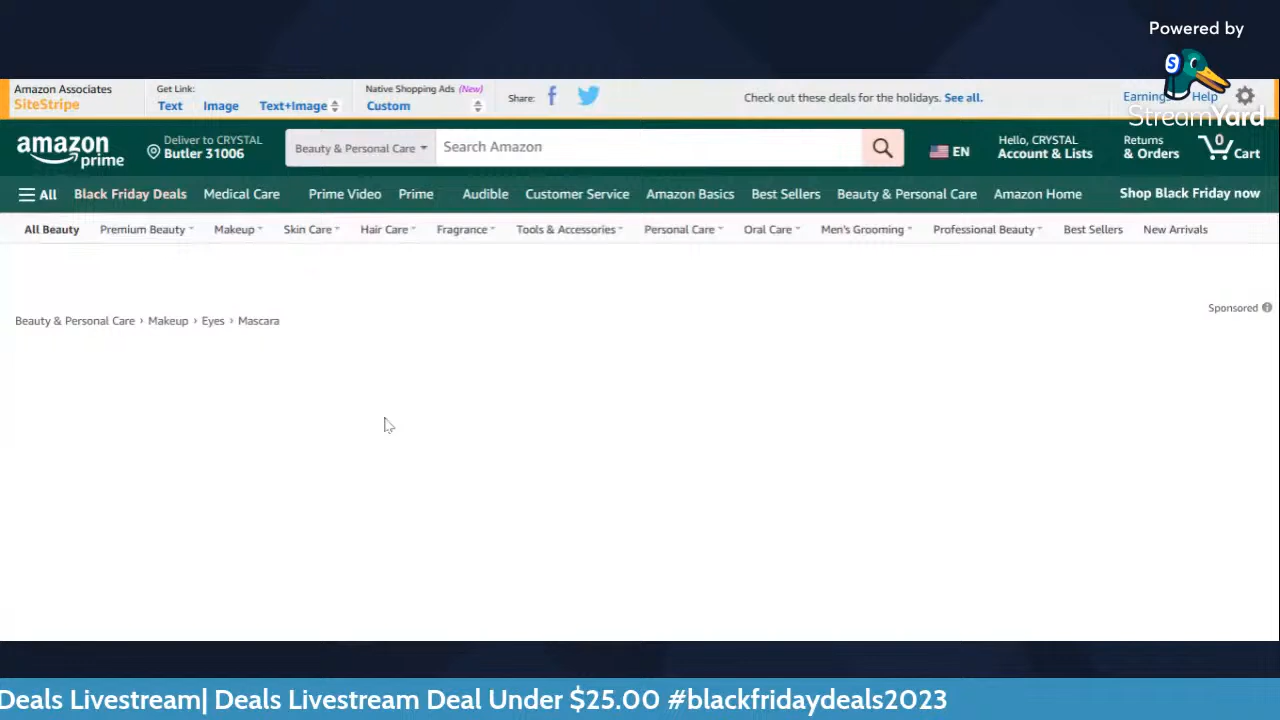 Powered by
S
StreamYard
Amazon Associates
SiteStripe
Get Link:
Text Image Text+Image
Native Shopping Ads (New)
Custom
Share:
Check out these deals for the holidays. See all.
Earnings Help
amazon
prime
Deliver to CRYSTAL
Butler 31006
Beauty & Personal Care
Search Amazon
EN
Hello, CRYSTAL
Account & Lists
Returns
& Orders
0
Cart
All Black Friday Deals Medical Care Prime Video Prime Audible Customer Service Amazon Basics Best Sellers Beauty & Personal Care Amazon Home Shop Black Friday now
All Beauty Premium Beauty Makeup Skin Care Hair Care Fragrance Tools & Accessories Personal Care Oral Care Men's Grooming Professional Beauty Best Sellers New Arrivals
Sponsored
Beauty & Personal Care › Makeup › Eyes › Mascara
Deals Livestream| Deals Livestream Deal Under $25.00 #blackfridaydeals2023